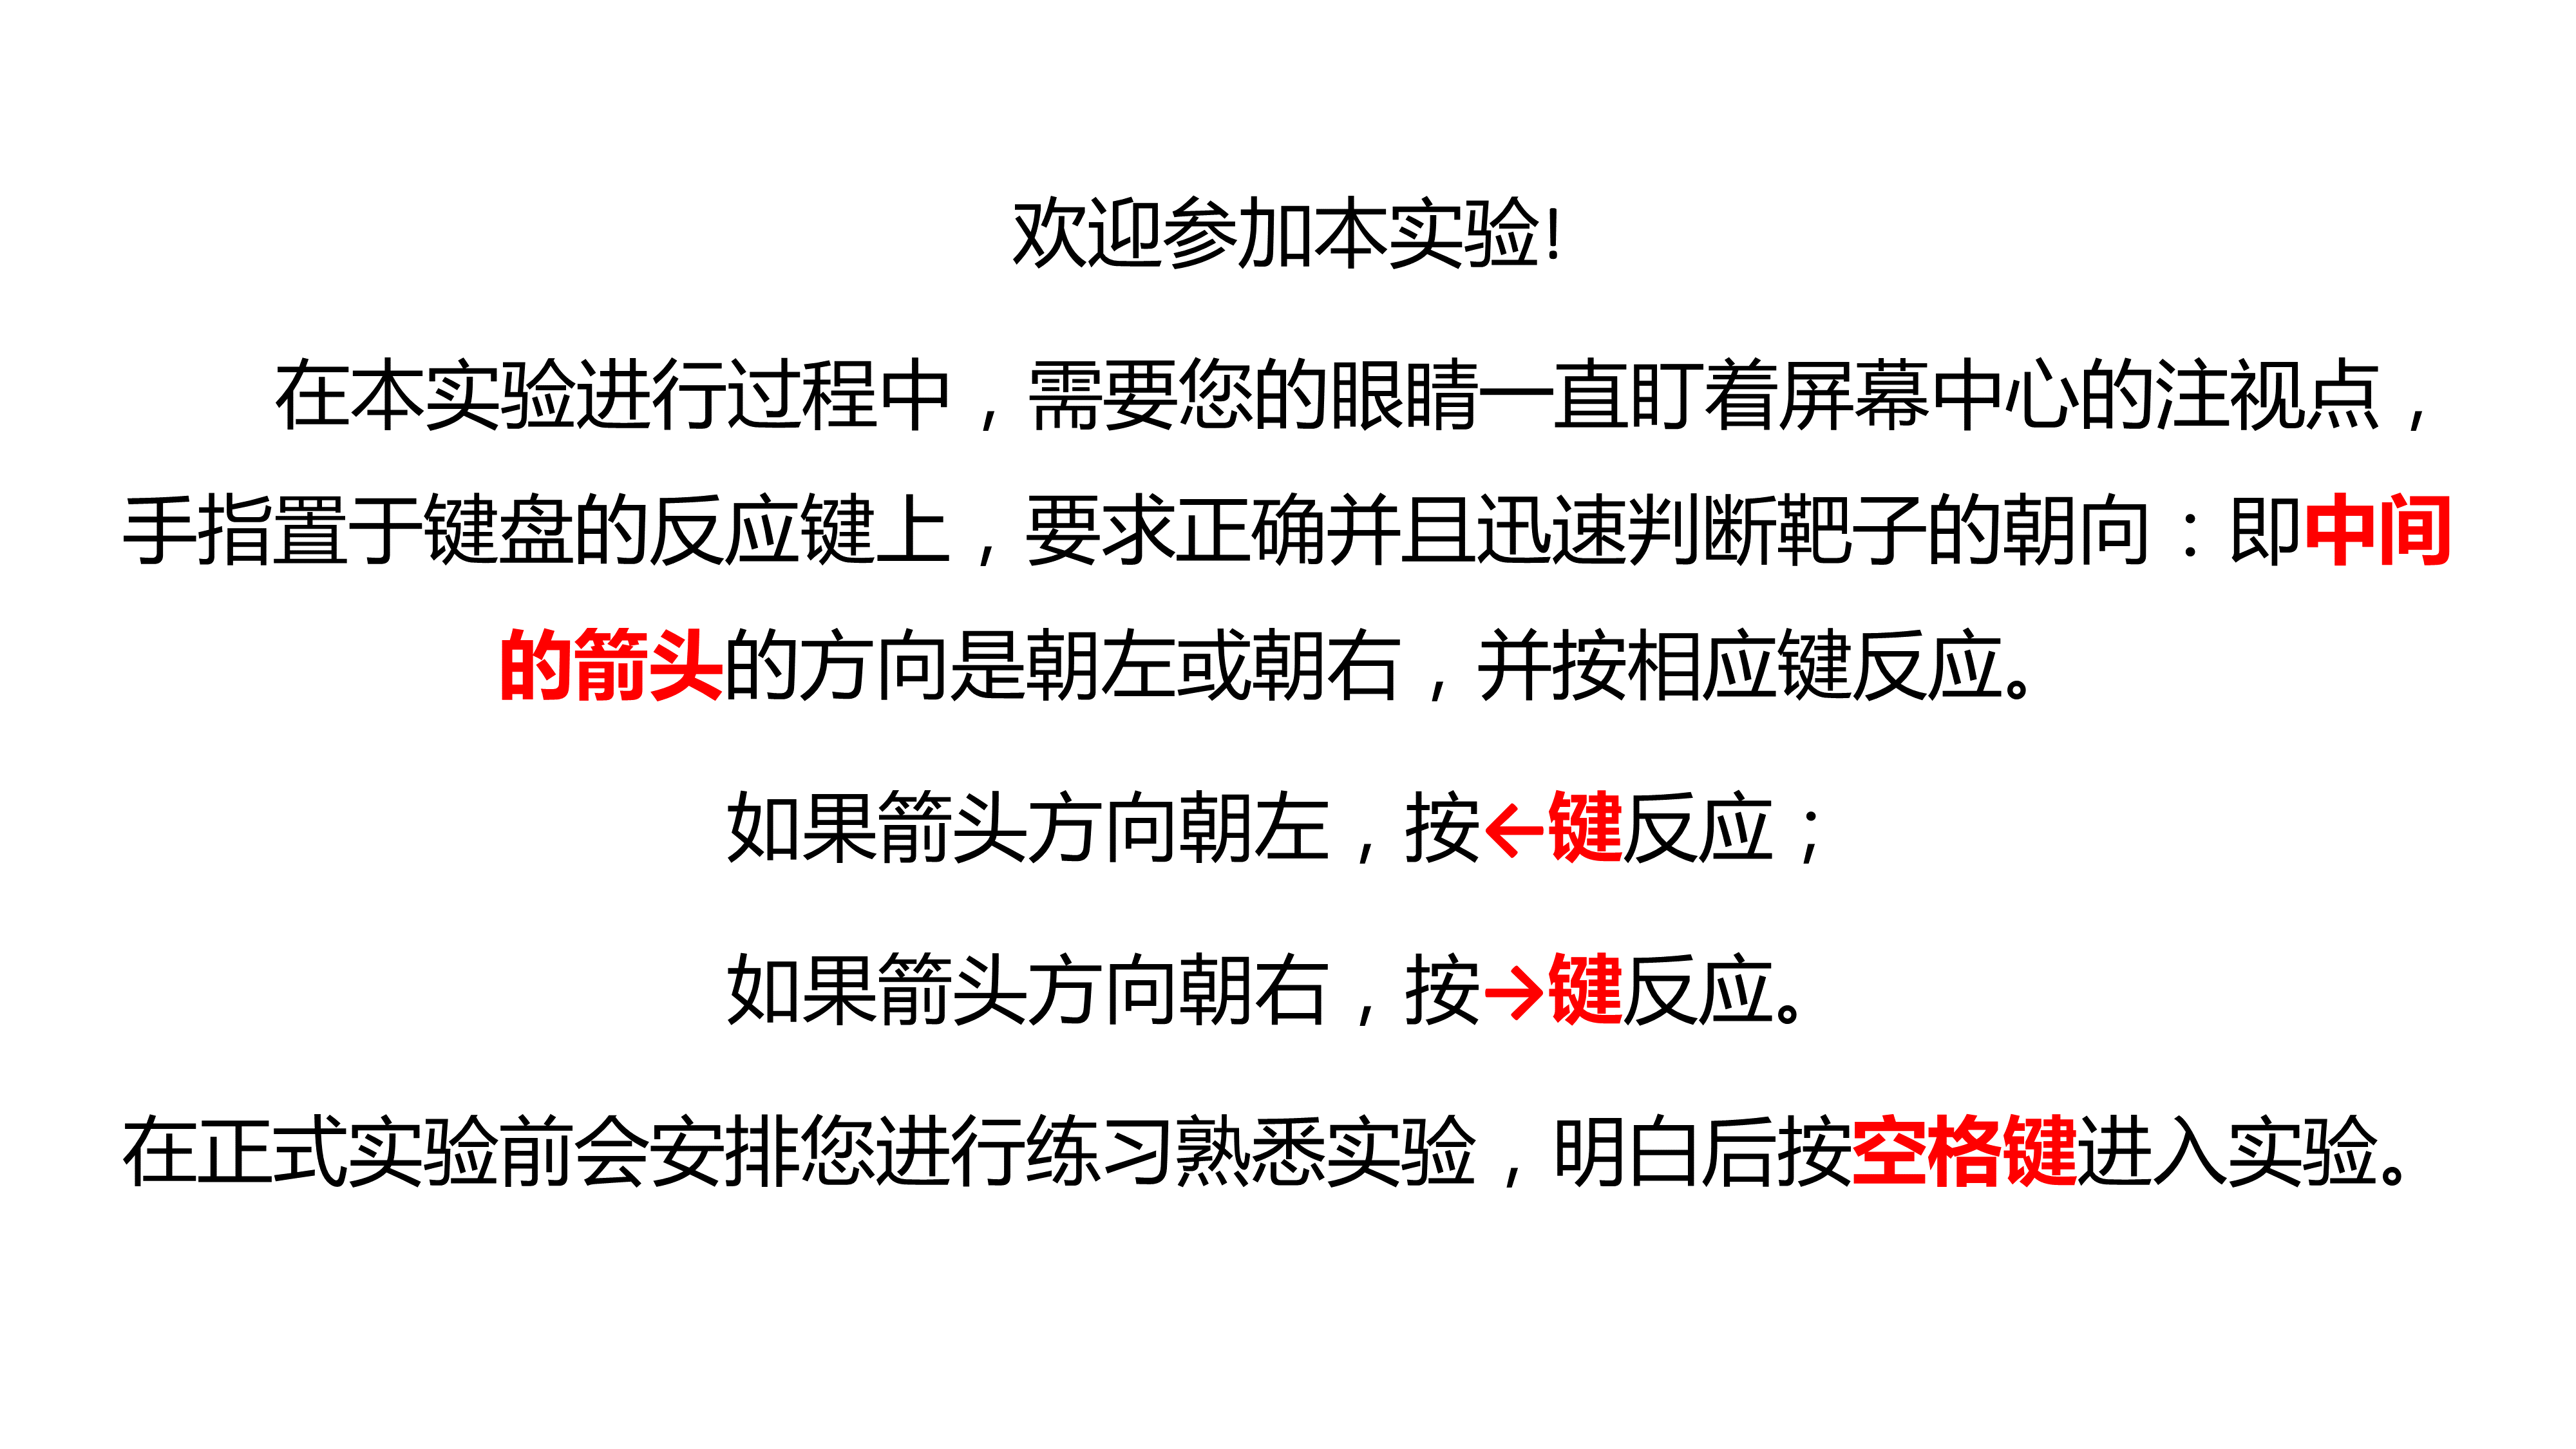 欢迎参加本实验!
在本实验进行过程中，需要您的眼睛一直盯着屏幕中心的注视点，
手指置于键盘的反应键上，要求正确并且迅速判断靶子的朝向：即中间
的箭头的方向是朝左或朝右，并按相应键反应。
如果箭头方向朝左，按←键反应；
如果箭头方向朝右，按→键反应。
在正式实验前会安排您进行练习熟悉实验，明白后按空格键进入实验。